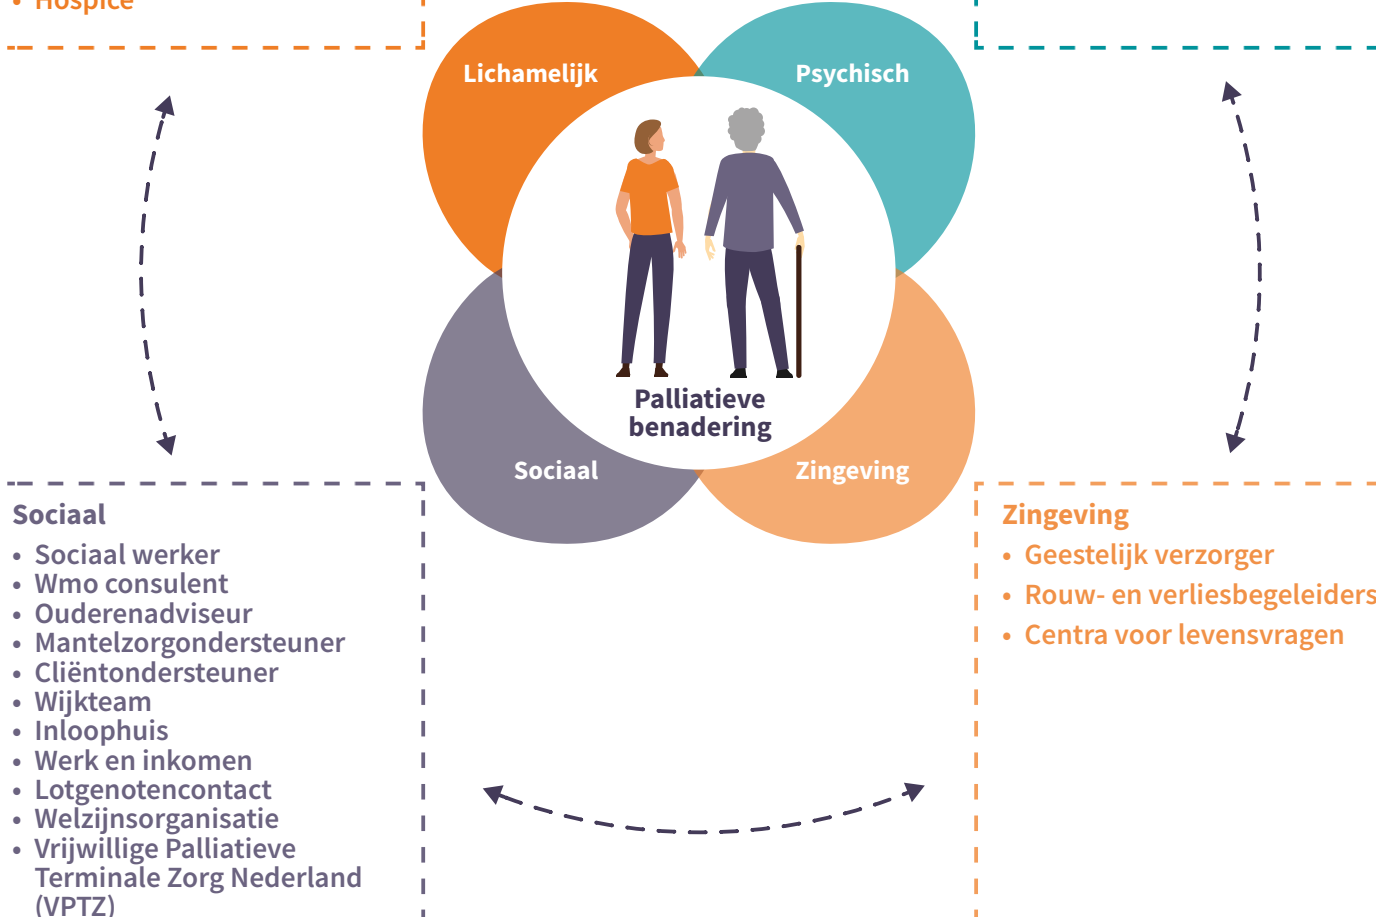 • Hospice
Lichamelijk
Psychisch
Palliatieve
benadering
Sociaal
Zingeving
Sociaal
• Sociaal werker
• Wmo consulent
• Ouderenadviseur
• Mantelzorgondersteuner
• Cliëntondersteuner
• Wijkteam
• Inloophuis
• Werk en inkomen
• Lotgenotencontact
• Welzijnsorganisatie
• Vrijwillige Palliatieve
Terminale Zorg Nederland
(VPTZ)
Zingeving
• Geestelijk verzorger
• Rouw- en verliesbegeleiders
• Centra voor levensvragen